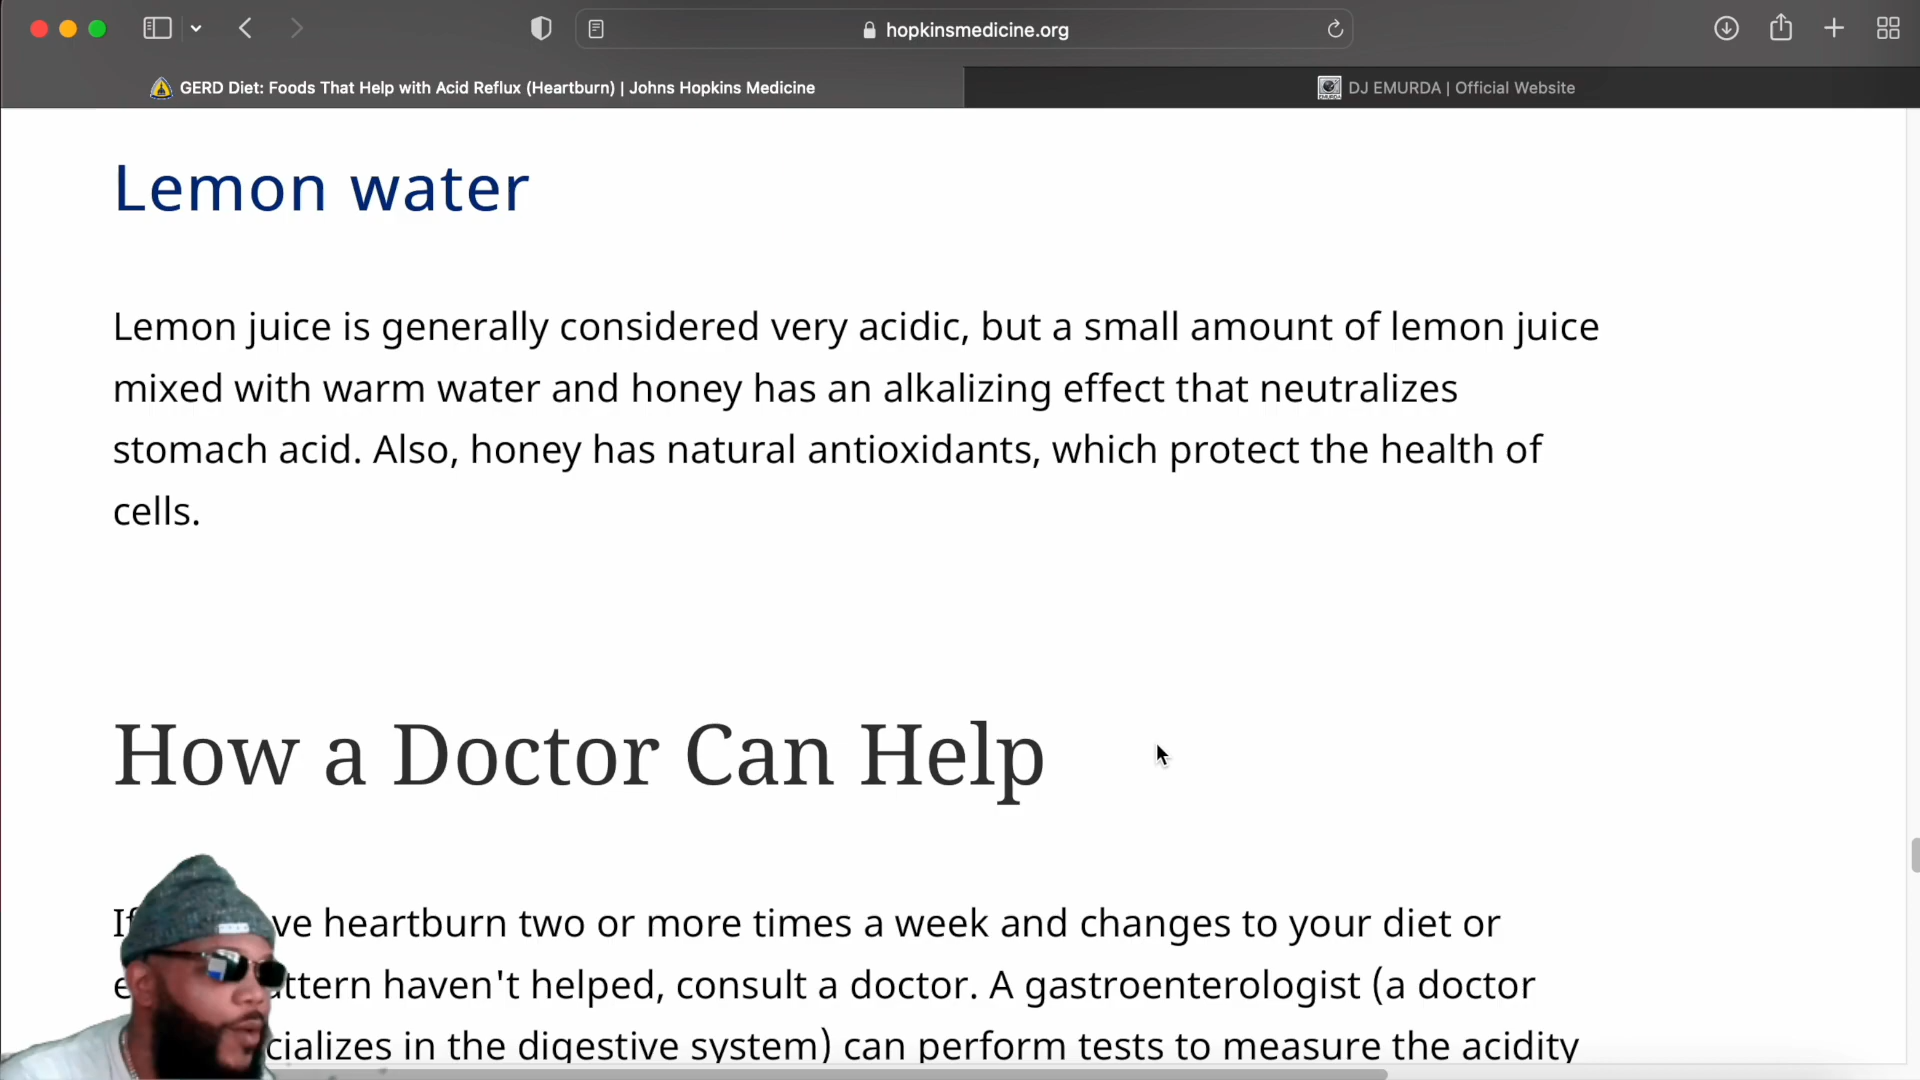 hopkinsmedicine.org
GERD Diet: Foods That Help with Acid Reflux (Heartburn) | Johns Hopkins Medicine
DJ EMURDA | Official Website
Lemon water
Lemon juice is generally considered very acidic, but a small amount of lemon juice
mixed with warm water and honey has an alkalizing effect that neutralizes
stomach acid. Also, honey has natural antioxidants, which protect the health of
cells.
How a Doctor Can Help
If ve heartburn two or more times a week and changes to your diet or
e ttern haven't helped, consult a doctor. A gastroenterologist (a doctor
cializes in the digestive system) can perform tests to measure the acidity